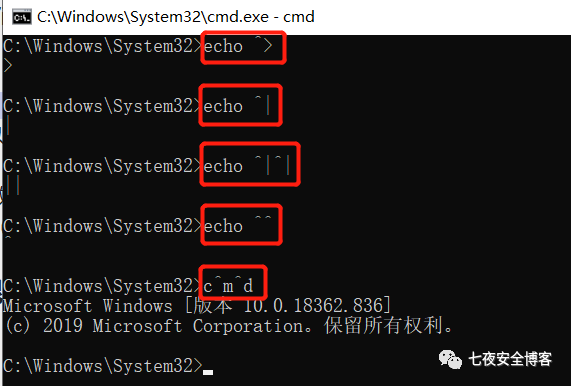 C:\Windows\System32\cmd.exe - cmd
C:\Windows\System32>echo ^>
>
C:\Windows\System32>echo ^|
|
C:\Windows\System32>echo ^|^|
||
C:\Windows\System32>echo ^^
^
C:\Windows\System32>c^m^d
Microsoft Windows [版本 10.0.18362.836]
(c) 2019 Microsoft Corporation。保留所有权利。
C:\Windows\System32>
七夜安全博客